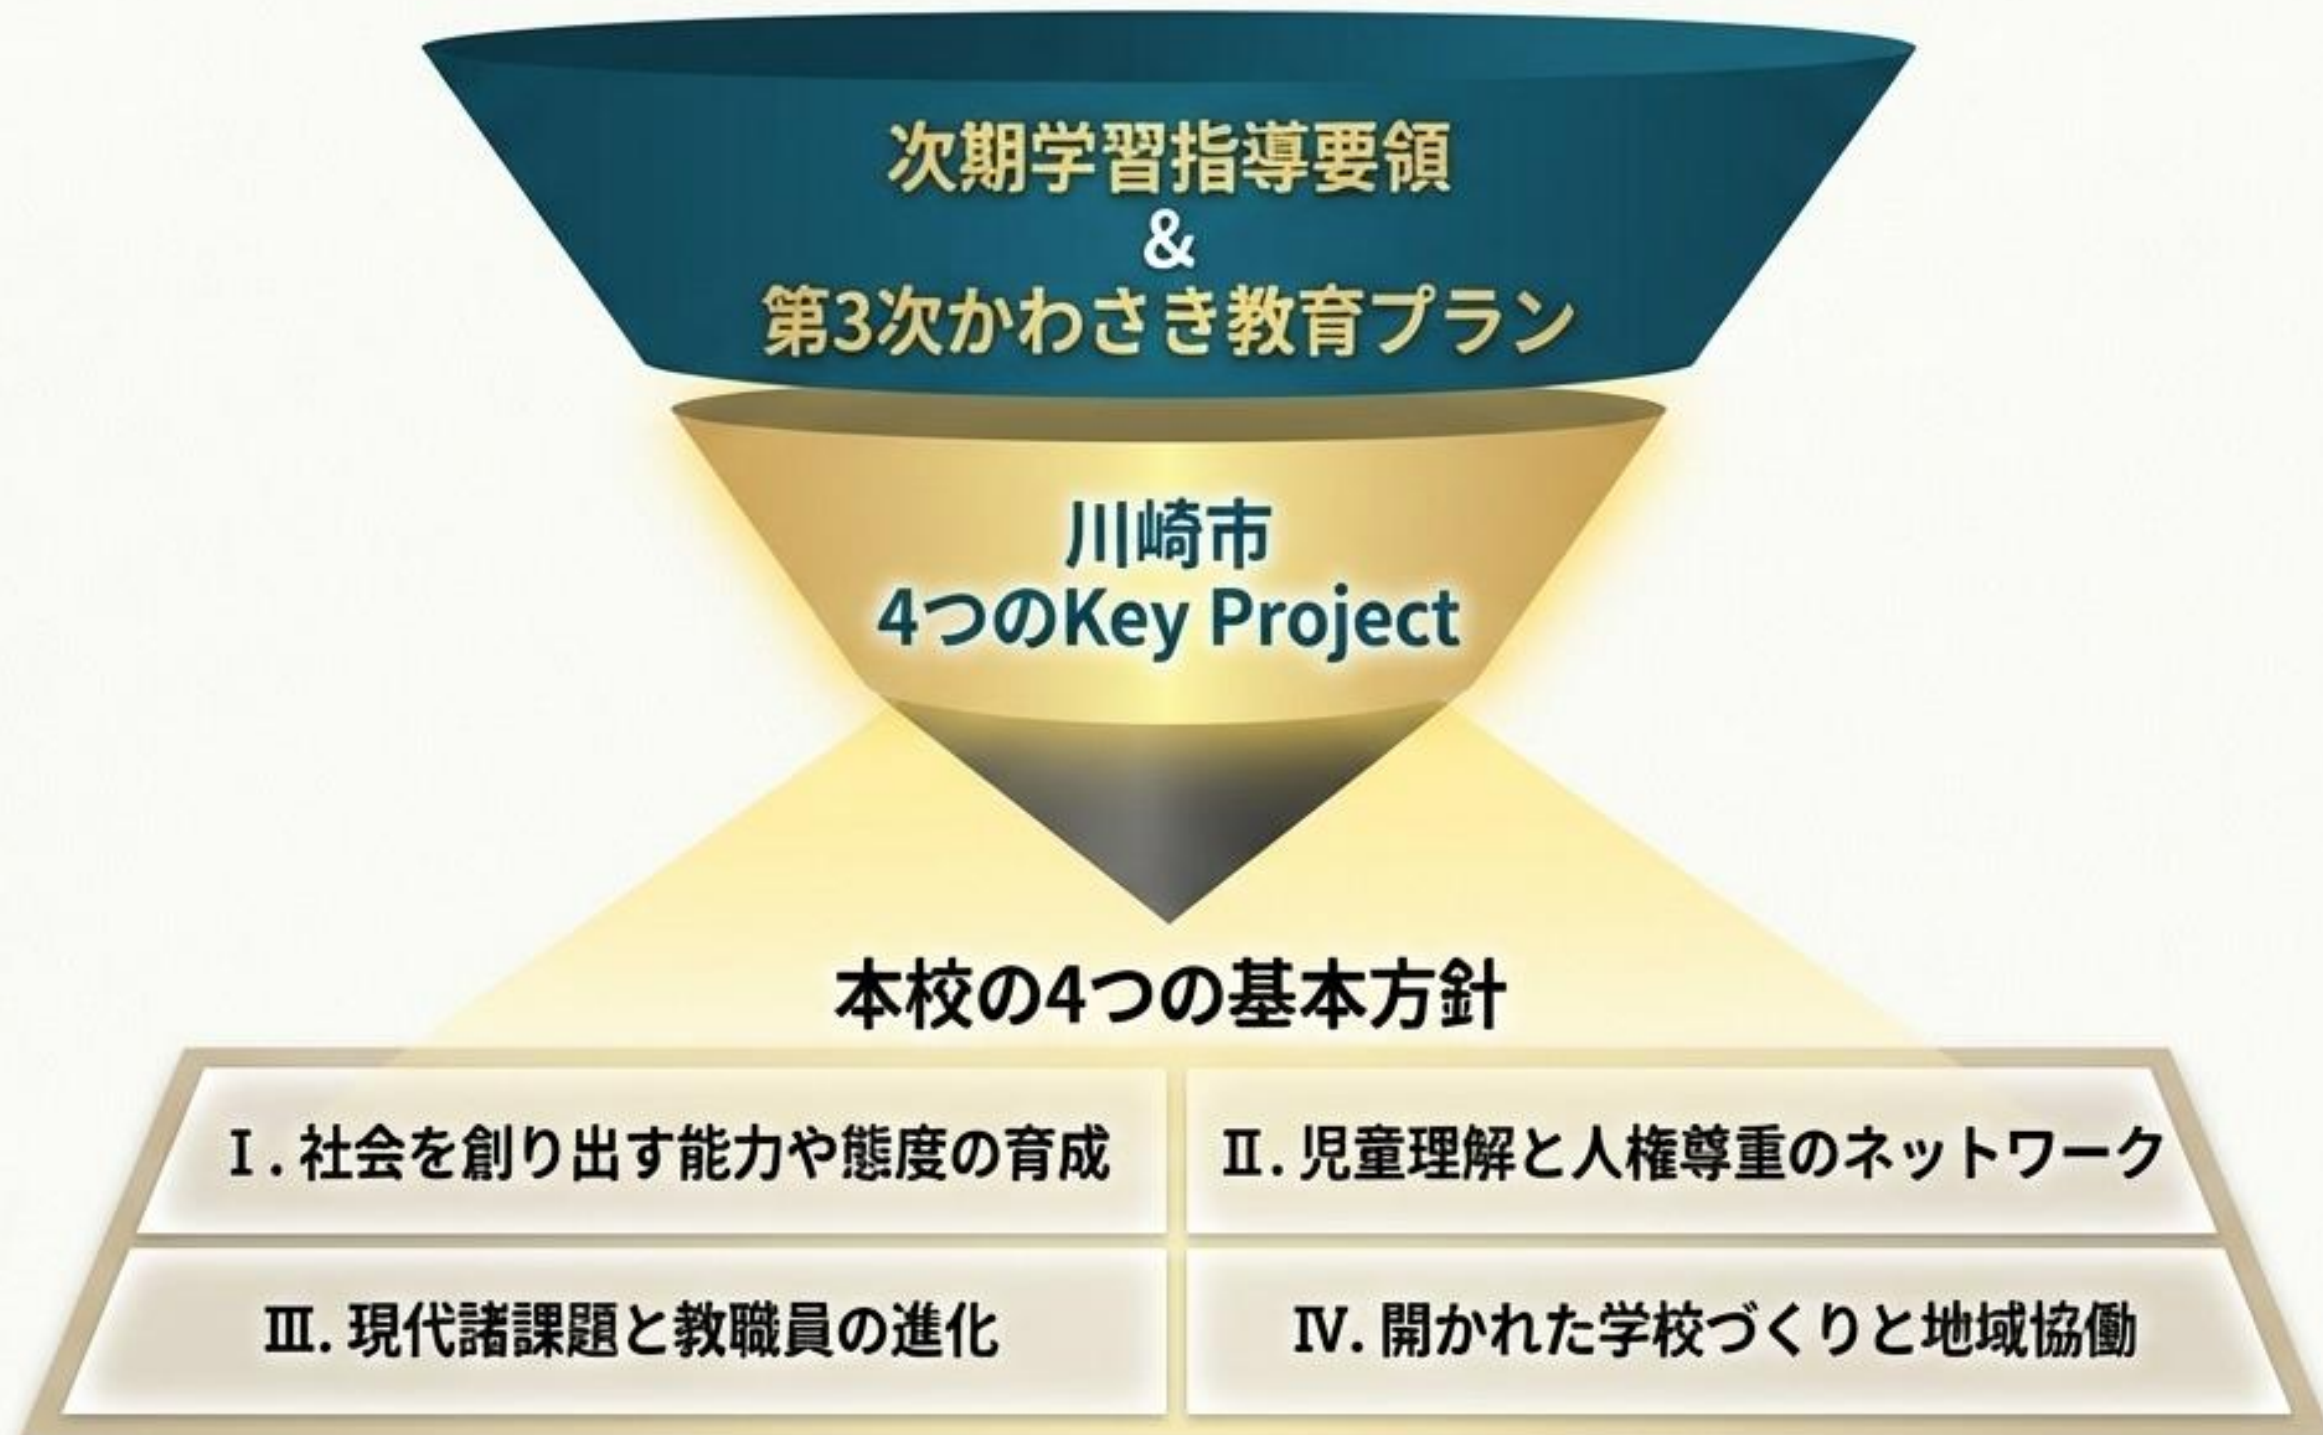 次期学習指導要領
&
第3次かわさき教育プラン
川崎市
4つのKey Project
本校の4つの基本方針
Ⅰ. 社会を創り出す能力や態度の育成
Ⅱ. 児童理解と人権尊重のネットワーク
Ⅲ. 現代諸課題と教職員の進化
Ⅳ. 開かれた学校づくりと地域協働